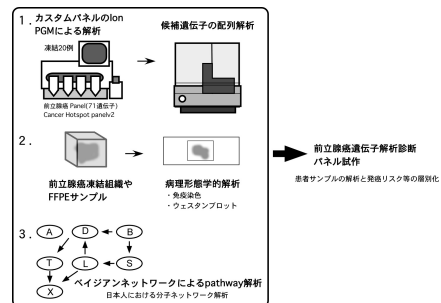 1. カスタムパネルのIon
PGMによる解析
凍結20例
前立腺癌 Panel(71遺伝子)
Cancer Hotspot panelv2
候補遺伝子の配列解析
2.
前立腺癌凍結組織や
FFPEサンプル
病理形態学的解析
・免疫染色
・ウェスタンブロット
3.
A D B
T L S
X
ベイジアンネットワークによるpathway解析
日本人における分子ネットワーク解析
前立腺癌遺伝子解析診断
パネル試作
患者サンプルの解析と発癌リスク等の層別化